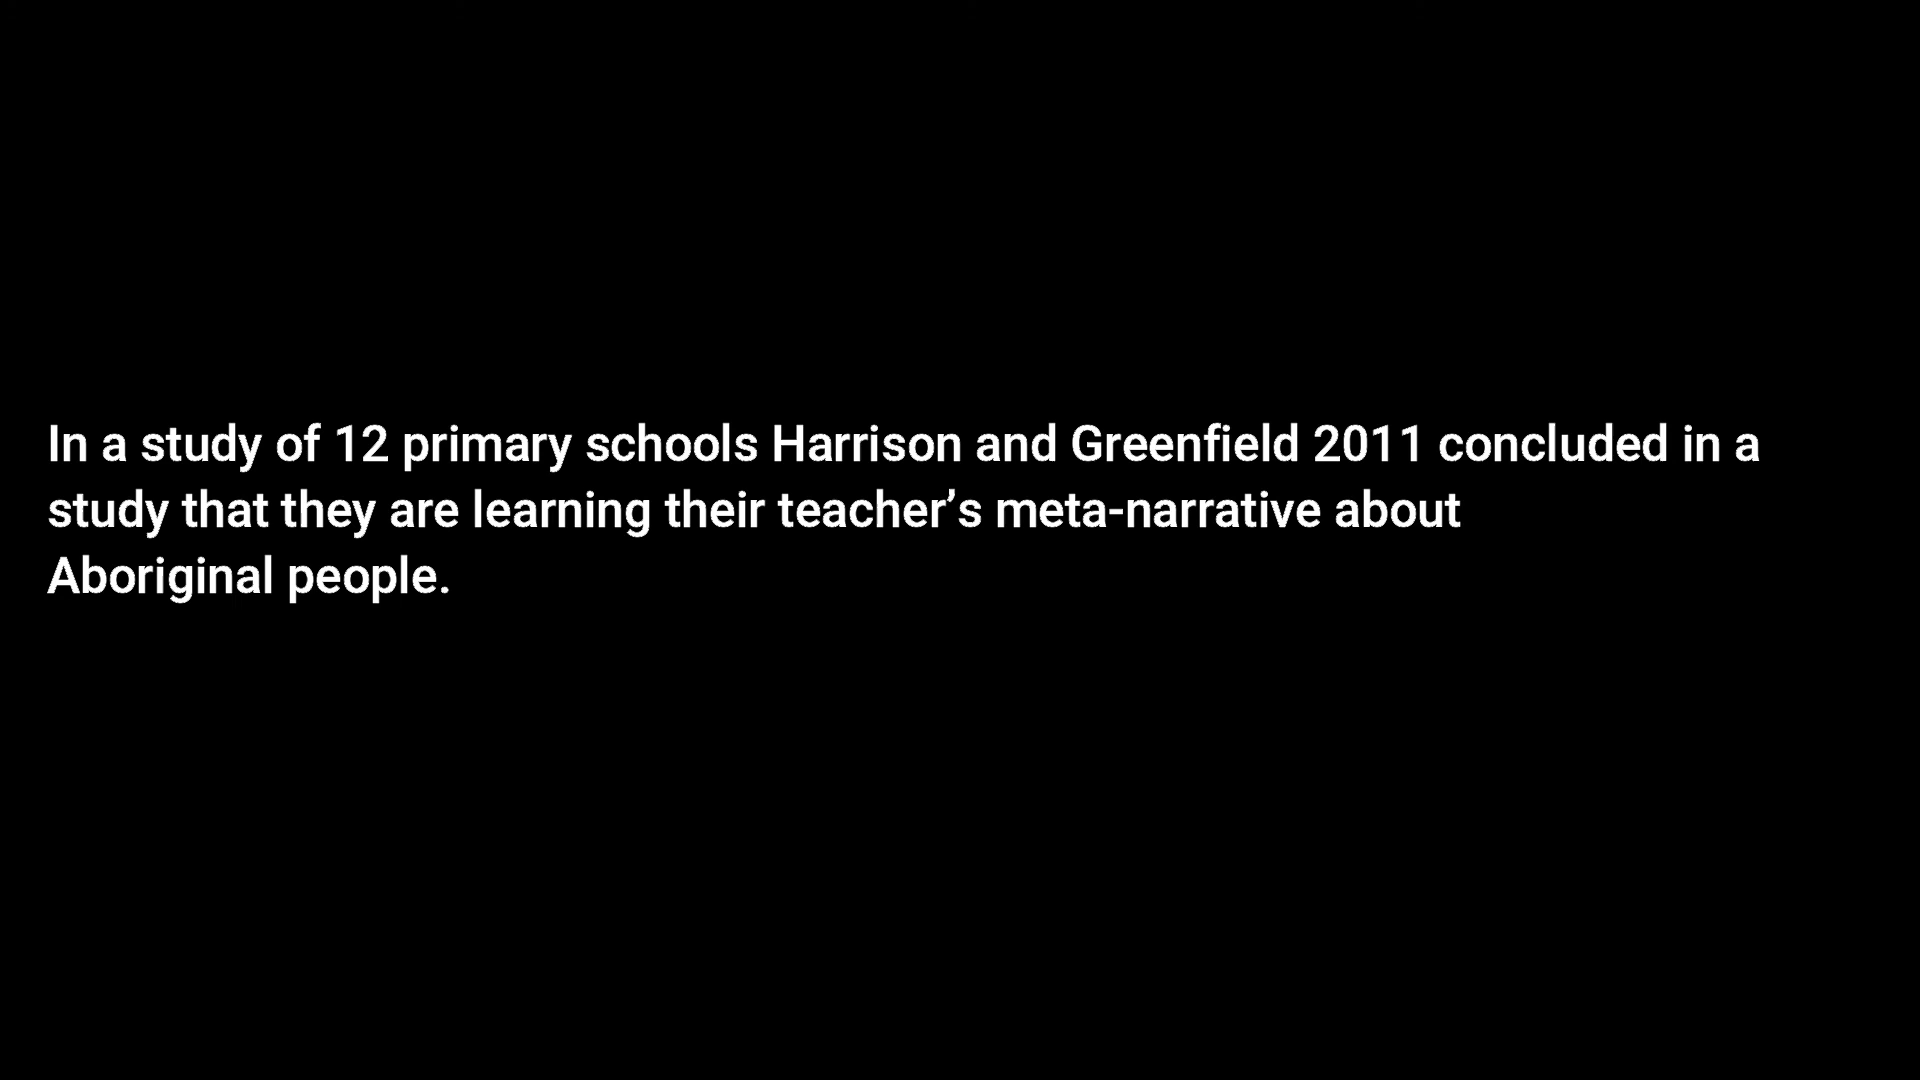 In a study of 12 primary schools Harrison and Greenfield 2011 concluded in a
study that they are learning their teacher’s meta-narrative about
Aboriginal people.